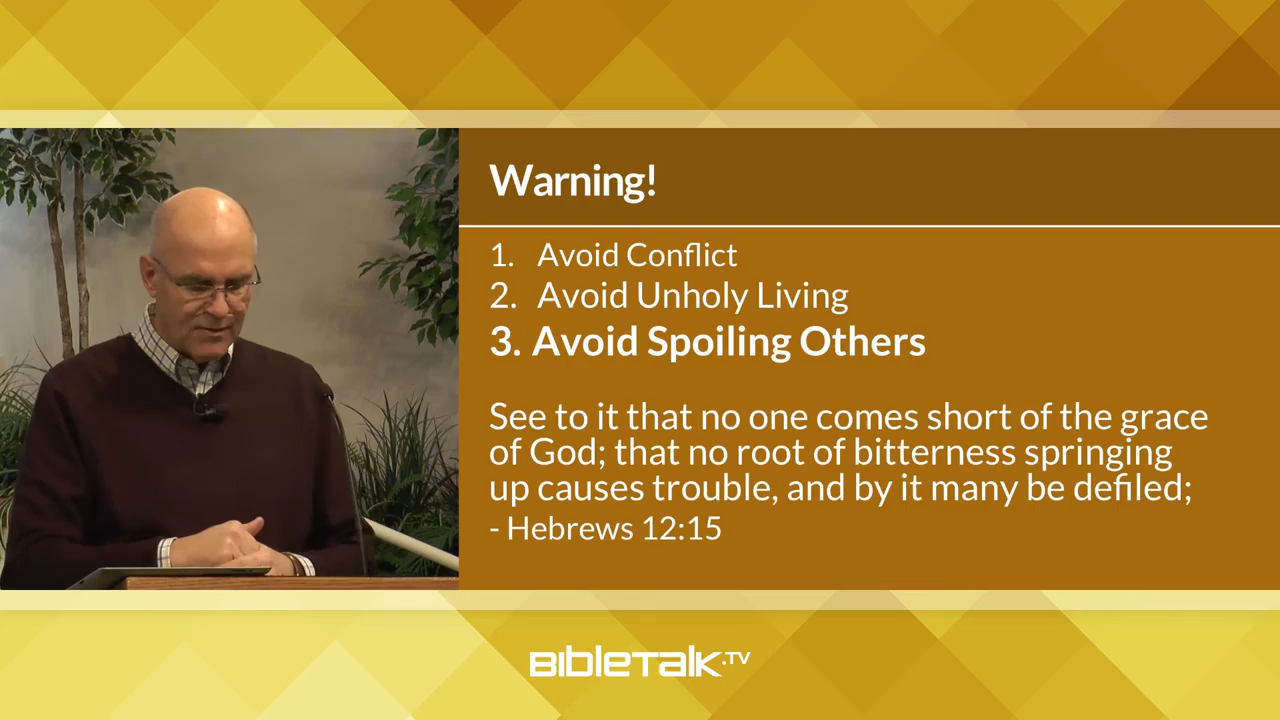 Warning!
1. Avoid Conflict
2. Avoid Unholy Living
3. Avoid Spoiling Others
See to it that no one comes short of the grace
of God; that no root of bitterness springing
up causes trouble, and by it many be defiled;
- Hebrews 12:15
BIBLETALK.TV